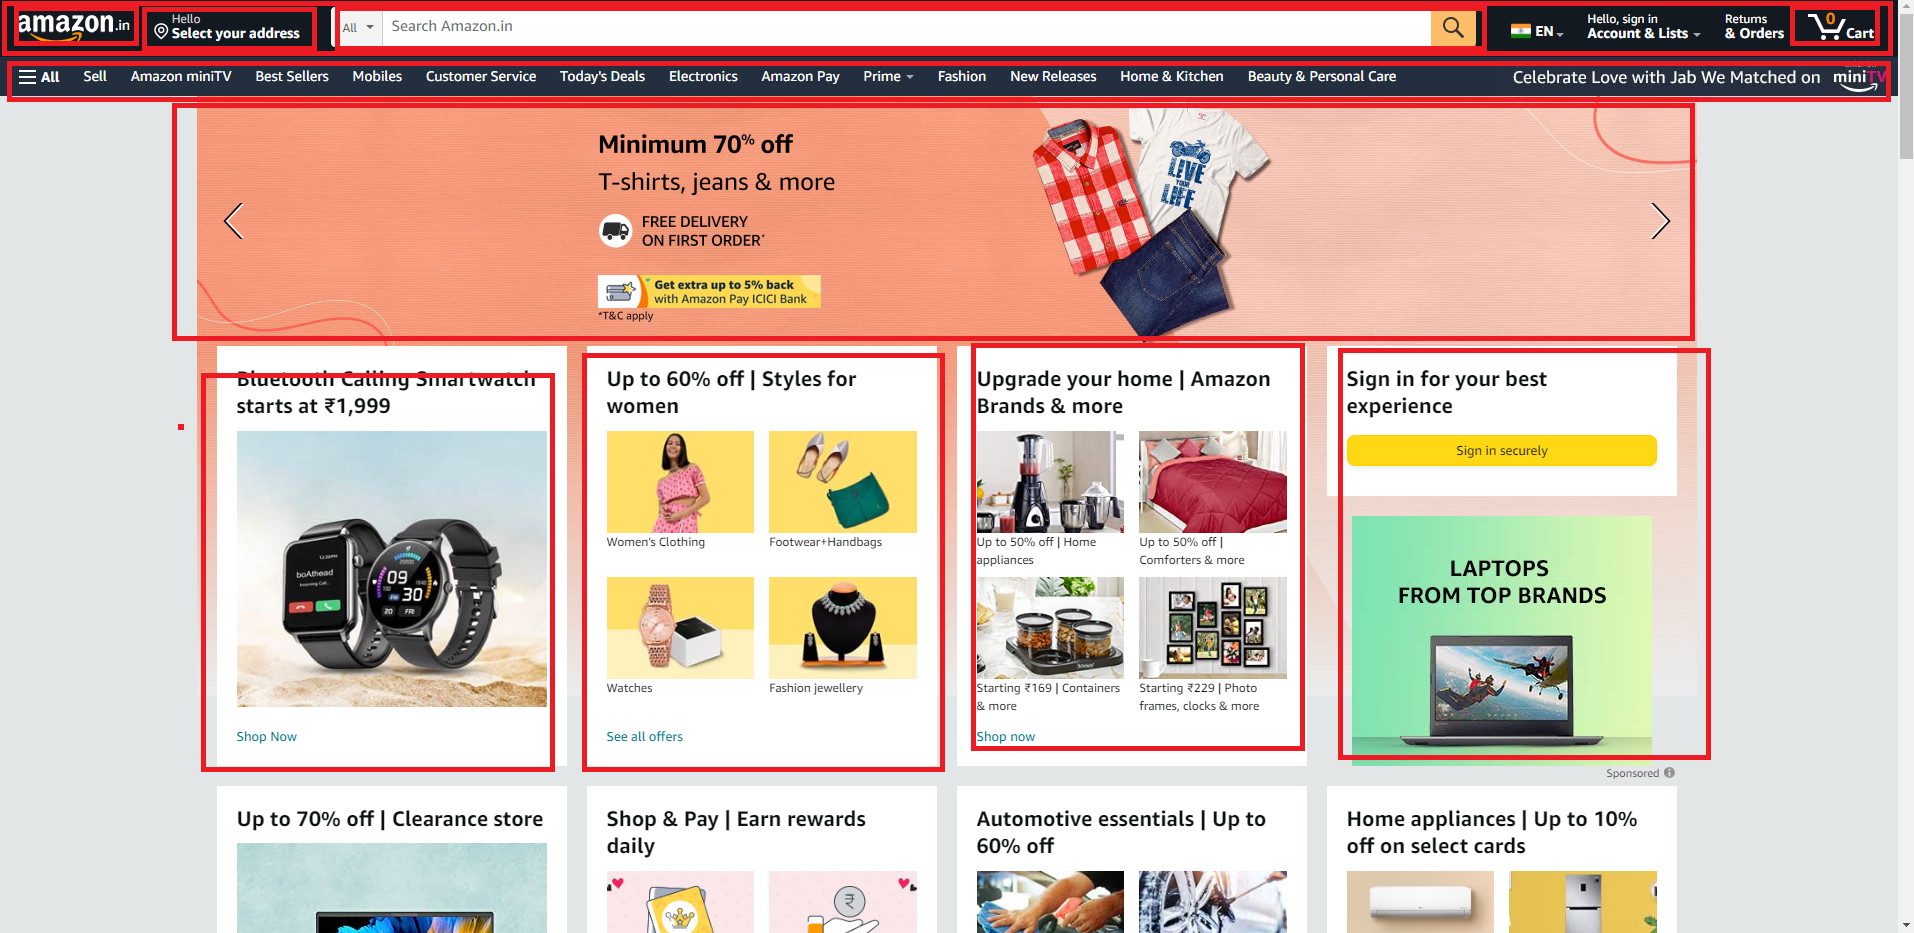 amazon.in
Hello
Select your address
All
Search Amazon.in
EN
Hello, sign in
Account & Lists
Returns
& Orders
0
Cart
All
Sell
Amazon miniTV
Best Sellers
Mobiles
Customer Service
Today's Deals
Electronics
Amazon Pay
Prime
Fashion
New Releases
Home & Kitchen
Beauty & Personal Care
Celebrate Love with Jab We Matched on
miniTV
Minimum 70% off
T-shirts, jeans & more
FREE DELIVERY
ON FIRST ORDER*
Get extra up to 5% back
with Amazon Pay ICICI Bank
*T&C apply
LIVE
YOUR
LIFE
Bluetooth Calling Smartwatch
starts at ₹1,999
boAthead
Incoming Call...
09
30
20
FRI
Shop Now
Up to 60% off | Styles for
women
Women's Clothing
Footwear+Handbags
Watches
Fashion jewellery
See all offers
Upgrade your home | Amazon
Brands & more
Up to 50% off | Home
appliances
Up to 50% off |
Comforters & more
Starting ₹169 | Containers
& more
Starting ₹229 | Photo
frames, clocks & more
Shop now
Sign in for your best
experience
Sign in securely
LAPTOPS
FROM TOP BRANDS
Sponsored
Up to 70% off | Clearance store
Shop & Pay | Earn rewards
daily
₹
Automotive essentials | Up to
60% off
Home appliances | Up to 10%
off on select cards